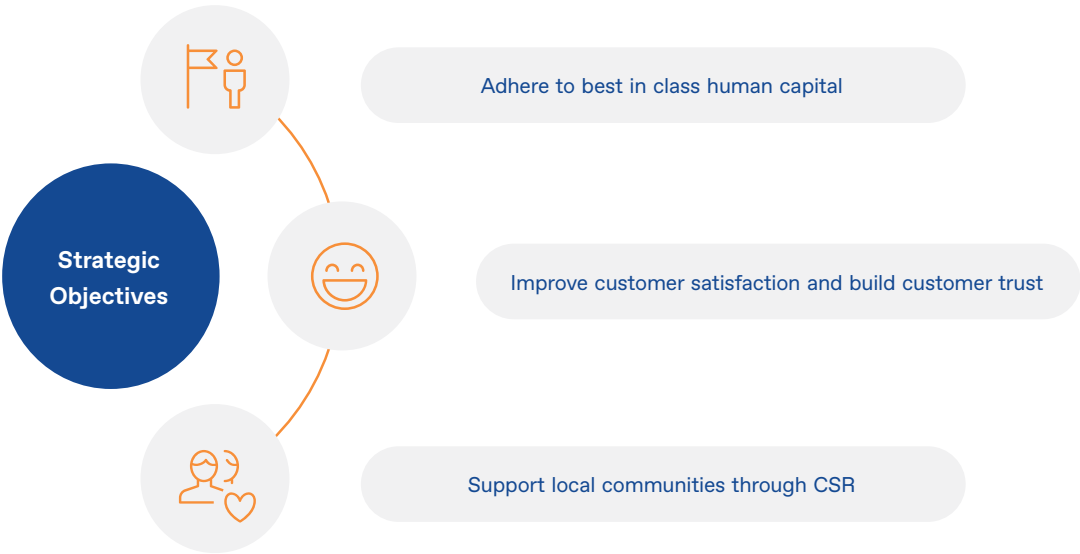 Adhere to best in class human capital
Strategic
Objectives
Improve customer satisfaction and build customer trust
Support local communities through CSR